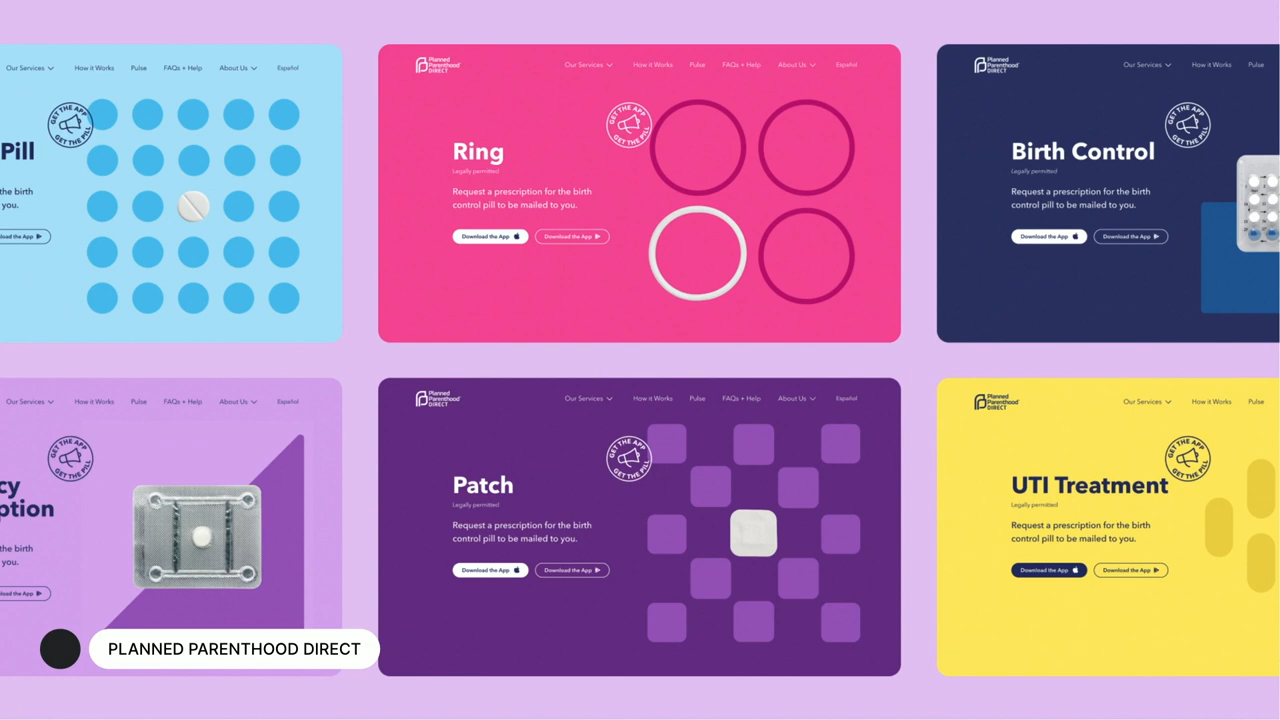 Our Services How it Works Pulse FAQs + Help About Us Español
GET THE APP
GET THE PILL
Pill
the birth
you.
load the App
Planned
Parenthood
DIRECT
Our Services How it Works Pulse FAQs + Help About Us Español
GET THE APP
GET THE PILL
Ring
Legally permitted
Request a prescription for the birth
control pill to be mailed to you.
Download the App Download the App
Planned
Parenthood
DIRECT
Our Services How it Works Pulse
GET THE APP
GET THE PILL
Birth Control
Legally permitted
Request a prescription for the birth
control pill to be mailed to you.
Download the App Download the App
Our Services How it Works Pulse FAQs + Help About Us Español
GET THE APP
GET THE PILL
cy
ption
the birth
you.
load the App
Planned
Parenthood
DIRECT
Our Services How it Works Pulse FAQs + Help About Us Español
GET THE APP
GET THE PILL
Patch
Legally permitted
Request a prescription for the birth
control pill to be mailed to you.
Download the App Download the App
Planned
Parenthood
DIRECT
Our Services How it Works Pulse
GET THE APP
GET THE PILL
UTI Treatment
Legally permitted
Request a prescription for the birth
control pill to be mailed to you.
Download the App Download the App
PLANNED PARENTHOOD DIRECT